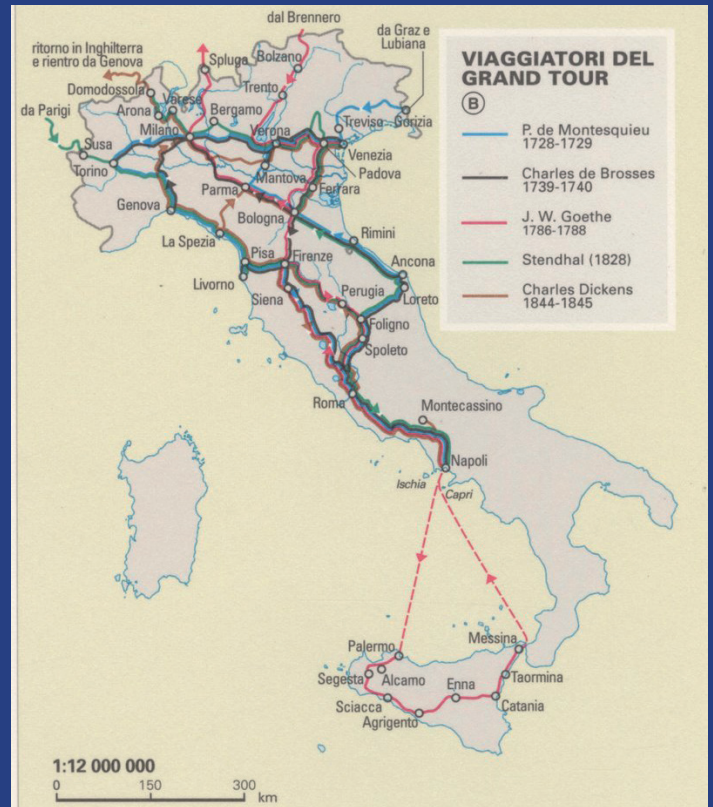 dal Brennero
da Graz e
Lubiana
ritorno in Inghilterra
e rientro da Genova
Spluga
Bolzano
Domodossola
Trento
Varese
Arona
Bergamo
da Parigi
Treviso
Gorizia
Milano
Verona
Susa
Venezia
Torino
Padova
Mantova
Parma
Ferrara
Genova
Bologna
La Spezia
Rimini
Pisa
Firenze
Ancona
Livorno
Siena
Perugia
Loreto
Foligno
Spoleto
Roma
Montecassino
Napoli
Ischia
Capri
Messina
Palermo
Segesta
Alcamo
Enna
Taormina
Sciacca
Catania
Agrigento
VIAGGIATORI DEL
GRAND TOUR
B
P. de Montesquieu
1728-1729
Charles de Brosses
1739-1740
J. W. Goethe
1786-1788
Stendhal (1828)
Charles Dickens
1844-1845
1:12 000 000
0 150 300
km